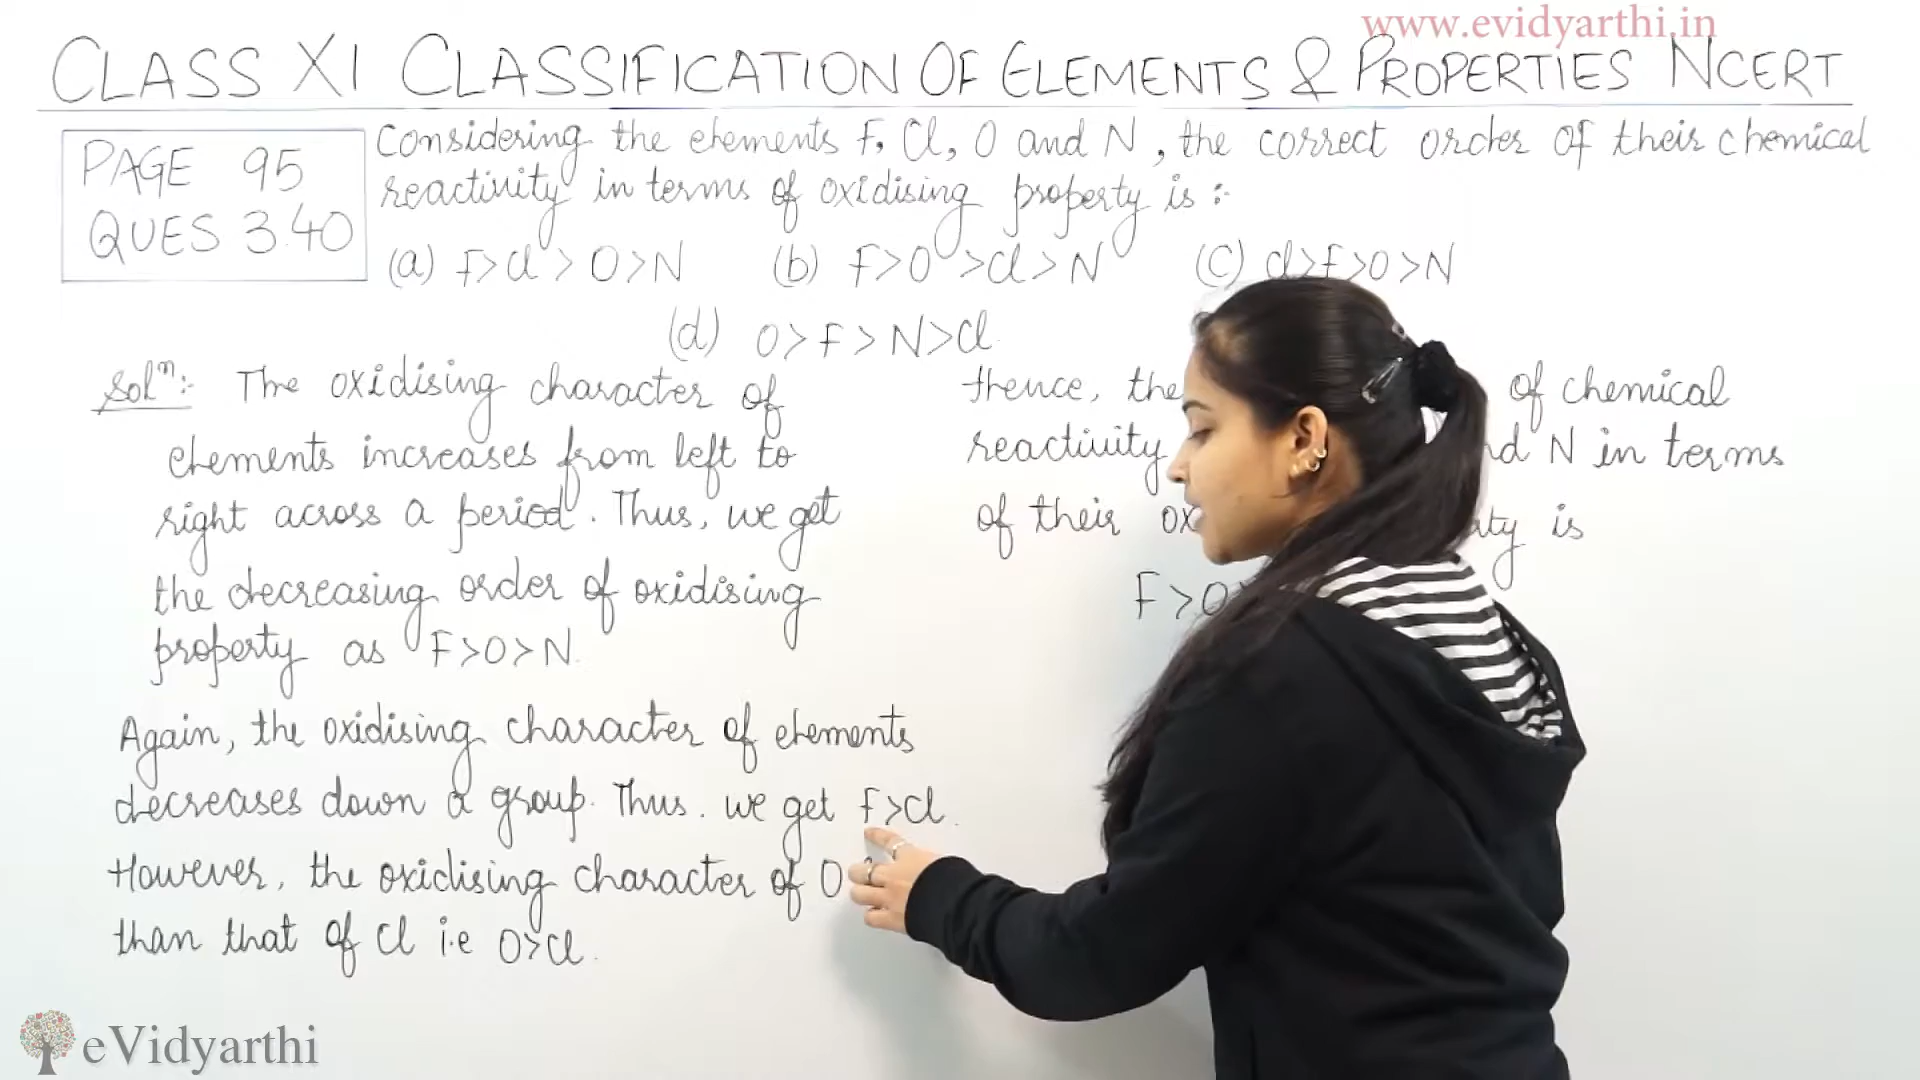 www.evidyarthi.in
CLASS XI CLASSIFICATION OF ELEMENTS & PROPERTIES NCERT
PAGE 95
QUES 3.40
Considering the elements F, Cl, O and N, the correct order of their chemical
reactivity in terms of oxidising property is :-
(a) F>Cl>O>N (b) F>O>Cl>N (c) Cl>F>O>N
(d) O>F>N>Cl
Solⁿ:- The oxidising character of
elements increases from left to
right across a period. Thus, we get
the decreasing order of oxidising
property as F>O>N.
Again, the oxidising character of elements
decreases down a group. Thus, we get F>Cl.
However, the oxidising character of O
than that of Cl i.e O>Cl.
Hence, the of chemical
reactivity N in terms
of their is
F>O
eVidyarthi